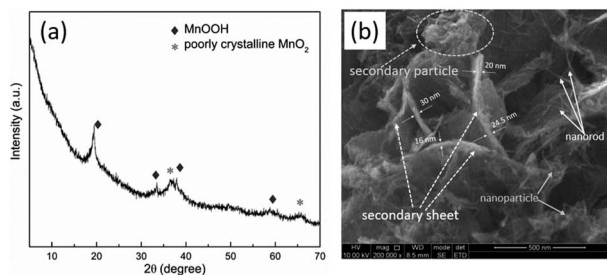 (a)
◆ MnOOH
* poorly crystalline MnO₂
Intensity (a.u.)
10 20 30 40 50 60 70
2θ (degree)
(b)
secondary particle
20 nm
30 nm
nanorod
24.5 nm
16 nm
nanoparticle
secondary sheet
HV mag □ WD mode det
10.00 kV 200 000 x 8.5 mm SE ETD
500 nm